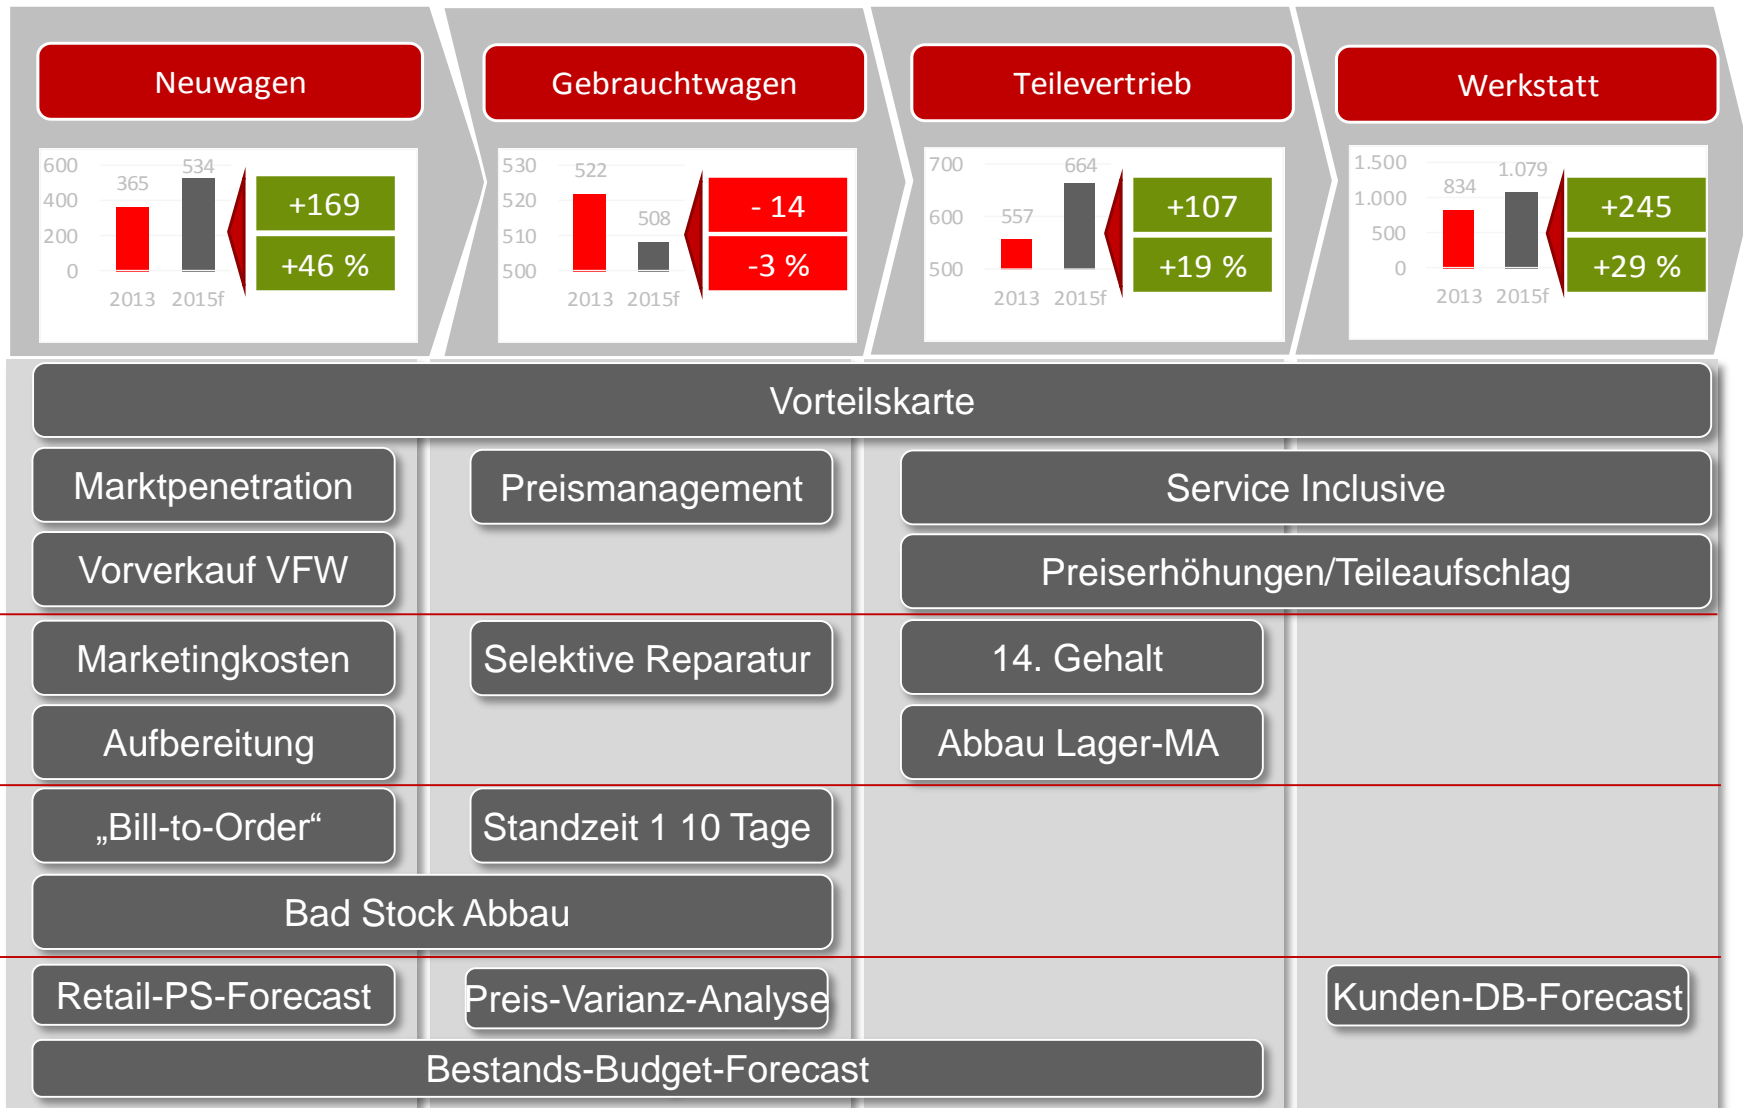 Neuwagen
Gebrauchtwagen
Teilevertrieb
Werkstatt
600
400
200
0
365
534
2013 2015f
+169
+46 %
530
520
510
500
522
508
2013 2015f
- 14
-3 %
700
600
500
557
664
2013 2015f
+107
+19 %
1.500
1.000
500
0
834
1.079
2013 2015f
+245
+29 %
Vorteilskarte
Marktpenetration
Preismanagement
Service Inclusive
Vorverkauf VFW
Preiserhöhungen/Teileaufschlag
Marketingkosten
Selektive Reparatur
14. Gehalt
Aufbereitung
Abbau Lager-MA
„Bill-to-Order“
Standzeit 1 10 Tage
Bad Stock Abbau
Retail-PS-Forecast
Preis-Varianz-Analyse
Kunden-DB-Forecast
Bestands-Budget-Forecast